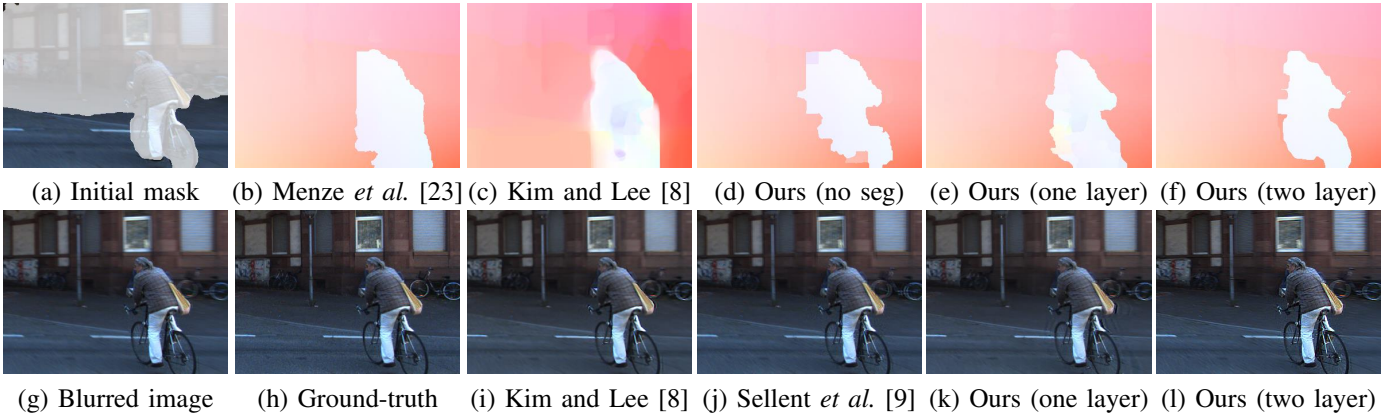 (a) Initial mask
(b) Menze et al. [23]
(c) Kim and Lee [8]
(d) Ours (no seg)
(e) Ours (one layer)
(f) Ours (two layer)
(g) Blurred image
(h) Ground-truth
(i) Kim and Lee [8]
(j) Sellent et al. [9]
(k) Ours (one layer)
(l) Ours (two layer)